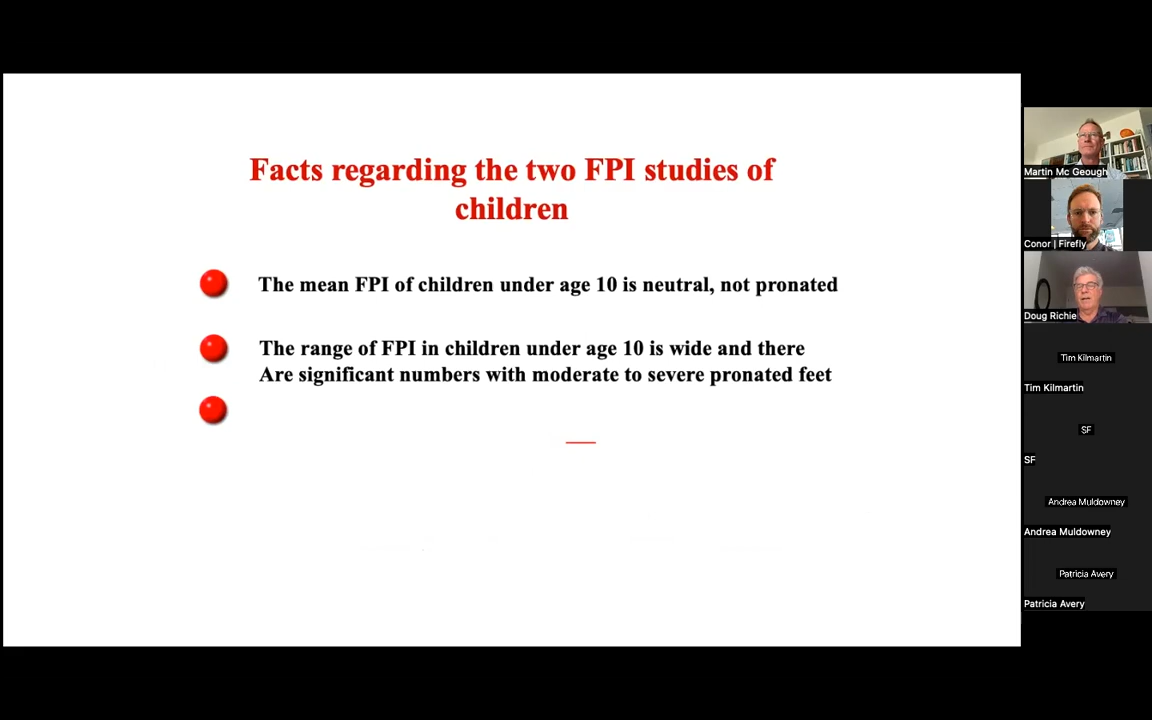 Facts regarding the two FPI studies of
children
The mean FPI of children under age 10 is neutral, not pronated
The range of FPI in children under age 10 is wide and there
Are significant numbers with moderate to severe pronated feet
Martin Mc Geough
Conor | Firefly
Doug Richie
Tim Kilmartin
Tim Kilmartin
SF
SF
Andrea Muldowney
Andrea Muldowney
Patricia Avery
Patricia Avery